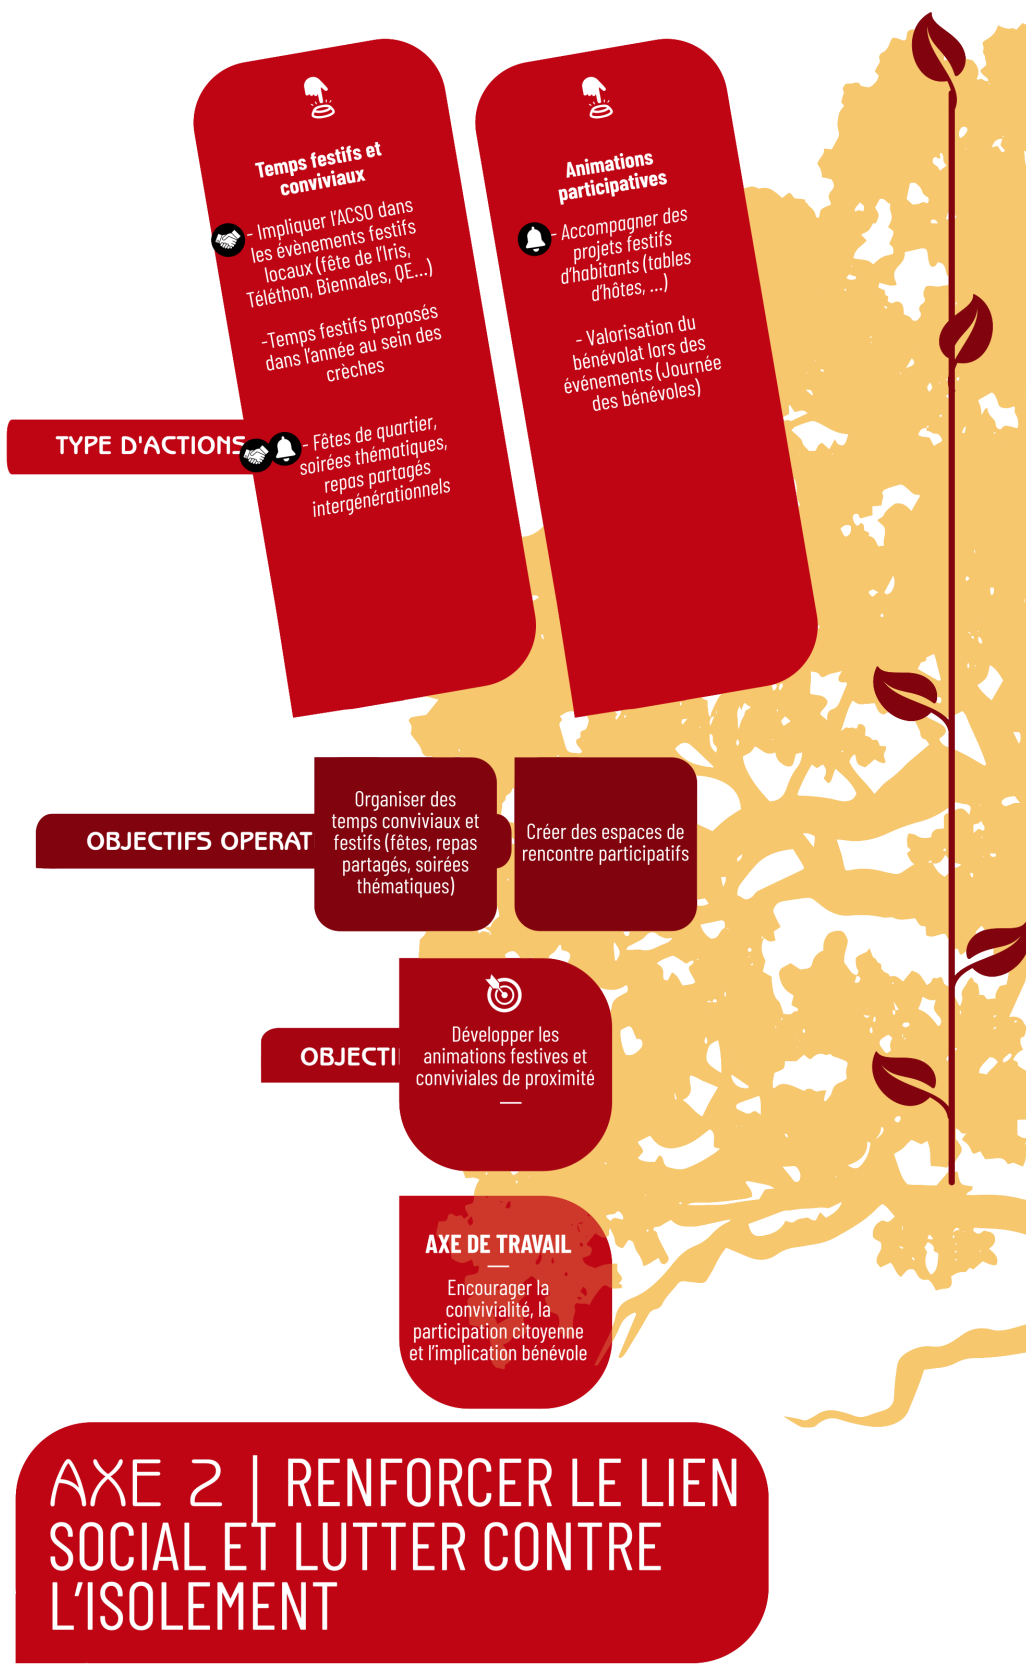 Temps festifs et
conviviaux
- Impliquer l'ACSO dans
les évènements festifs
locaux (fête de l'Iris,
Téléthon, Biennales, QE...)
-Temps festifs proposés
dans l'année au sein des
crèches
- Fêtes de quartier,
soirées thématiques,
repas partagés
intergénérationnels
Animations
participatives
- Accompagner des
projets festifs
d'habitants (tables
d'hôtes, ...)
- Valorisation du
bénévolat lors des
événements (Journée
des bénévoles)
TYPE D'ACTIONS
OBJECTIFS OPERAT
Organiser des
temps conviviaux et
festifs (fêtes, repas
partagés, soirées
thématiques)
Créer des espaces de
rencontre participatifs
OBJECTI
Développer les
animations festives et
conviviales de proximité
AXE DE TRAVAIL
Encourager la
convivialité, la
participation citoyenne
et l'implication bénévole
AXE 2 | RENFORCER LE LIEN
SOCIAL ET LUTTER CONTRE
L'ISOLEMENT